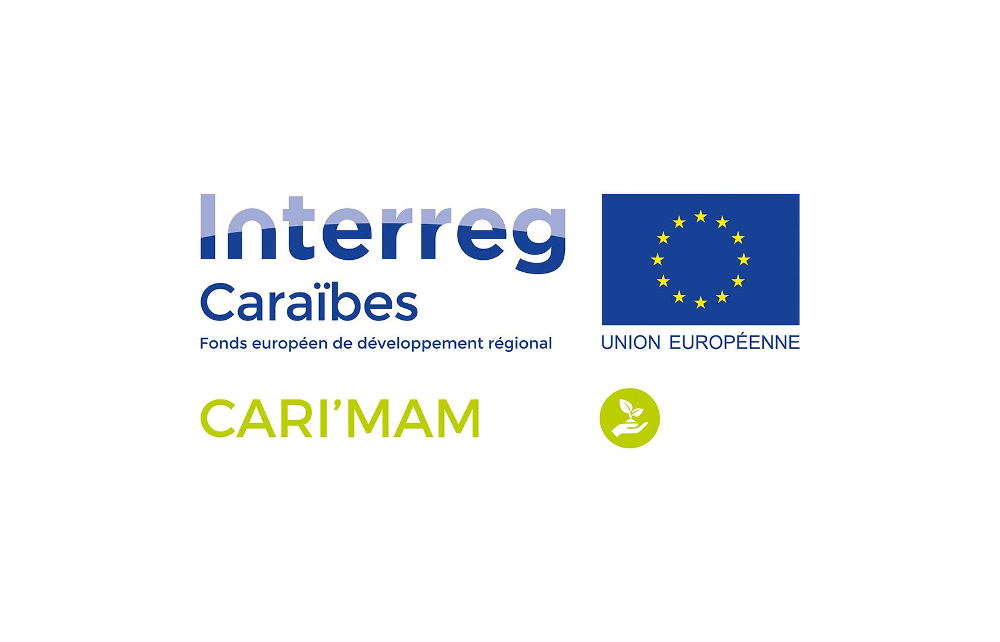 Interreg
Caraïbes
Fonds européen de développement régional
UNION EUROPÉENNE
CARI’MAM